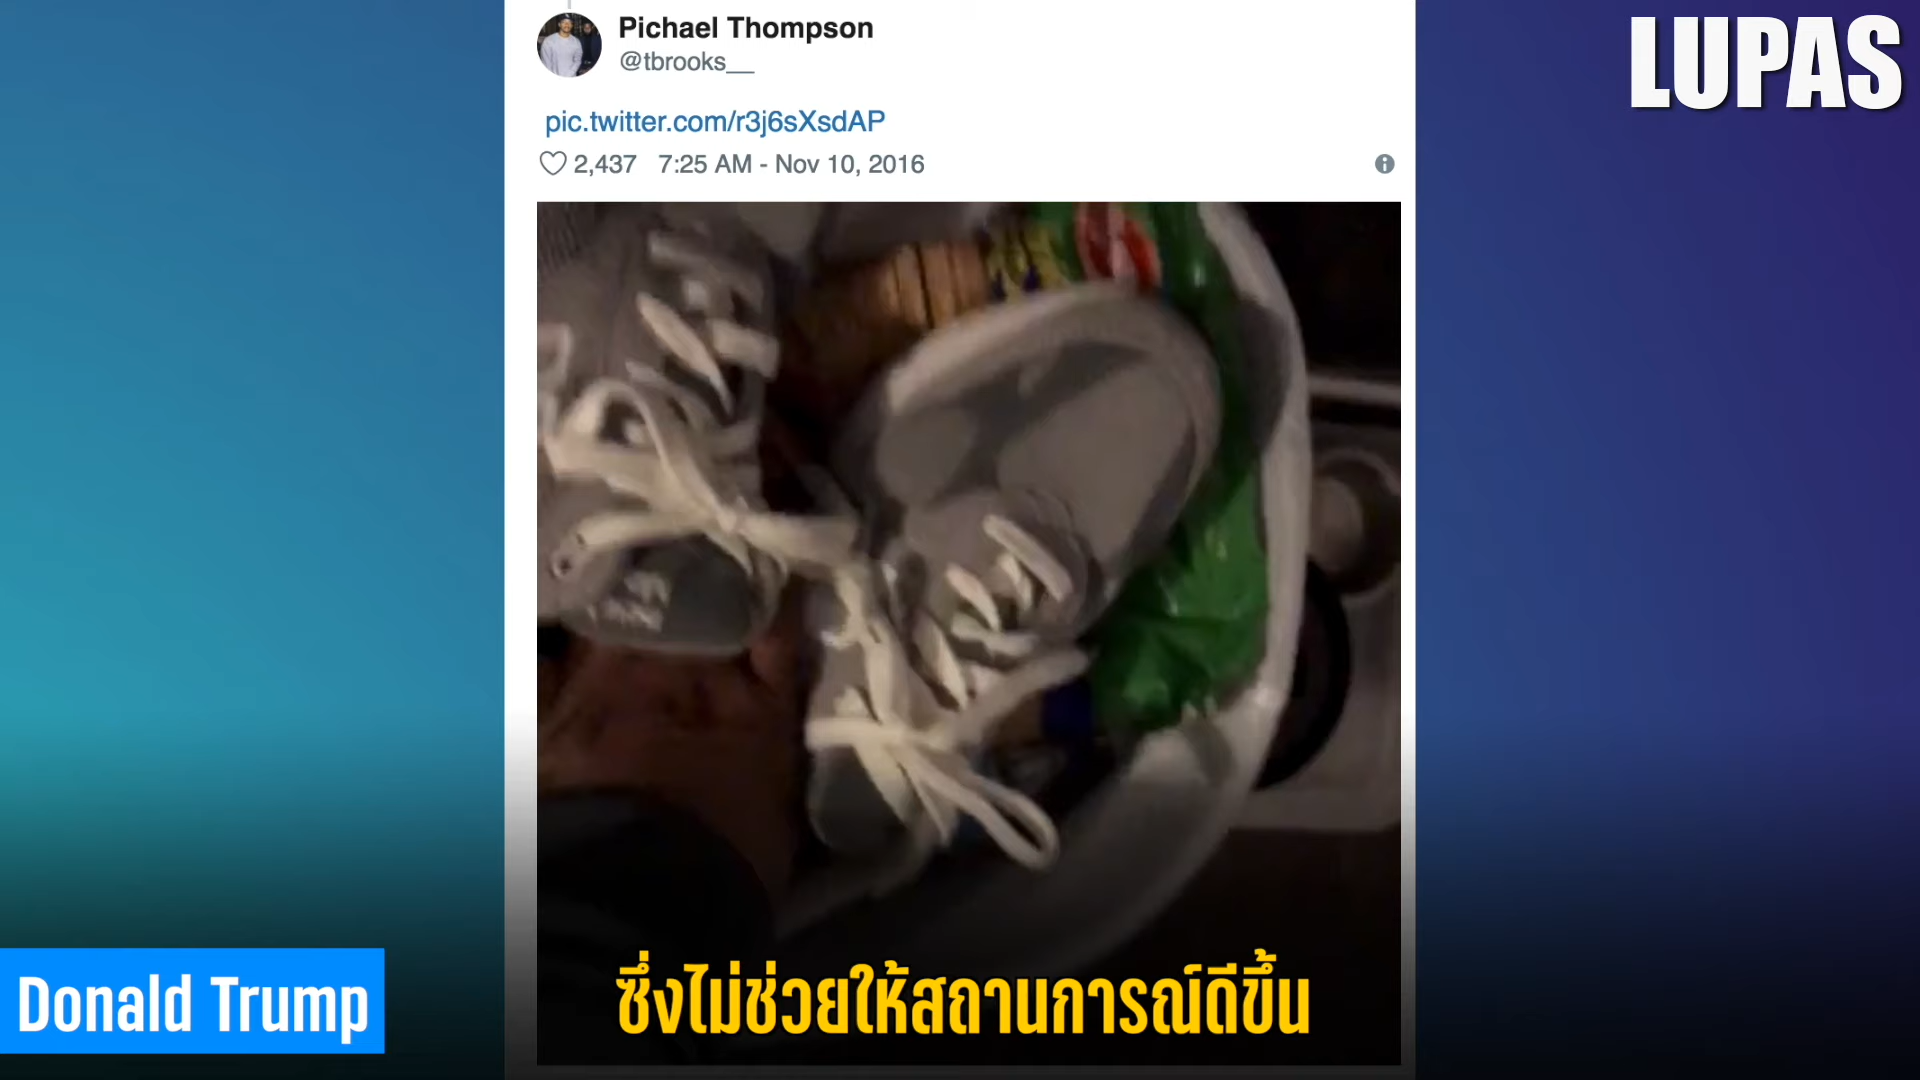 Pichael Thompson
@tbrooks__
pic.twitter.com/r3j6sXsdAP
2,437 7:25 AM - Nov 10, 2016
LUPAS
Donald Trump
ซึ่งไม่ช่วยให้สถานการณ์ดีขึ้น